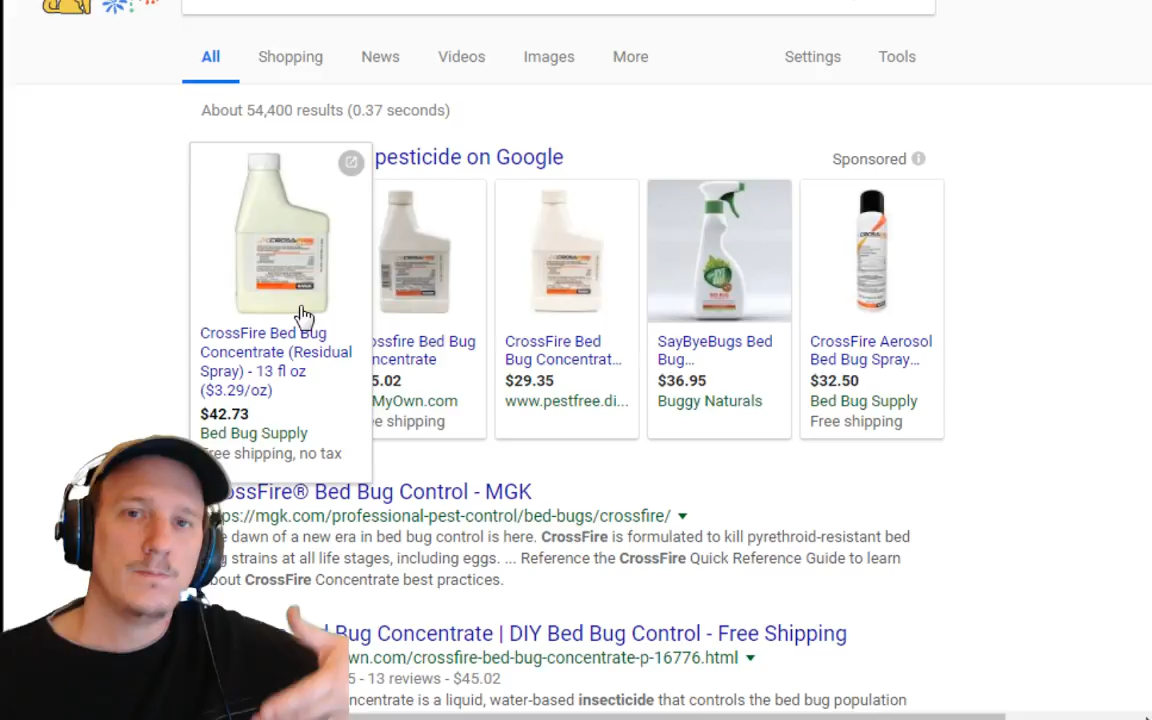 All
Shopping
News
Videos
Images
More
Settings
Tools
About 54,400 results (0.37 seconds)
pesticide on Google
Sponsored
CROSSFIRE
CrossFire Bed Bug
Concentrate (Residual
Spray) - 13 fl oz
($3.29/oz)
$42.73
Bed Bug Supply
Free shipping, no tax
ossfire Bed Bug
ncentrate
5.02
MyOwn.com
ee shipping
CrossFire Bed
Bug Concentrat...
$29.35
www.pestfree.di...
SayByeBugs Bed
Bug...
$36.95
Buggy Naturals
CrossFire Aerosol
Bed Bug Spray...
$32.50
Bed Bug Supply
Free shipping
ossFire® Bed Bug Control - MGK
ps://mgk.com/professional-pest-control/bed-bugs/crossfire/
e dawn of a new era in bed bug control is here. CrossFire is formulated to kill pyrethroid-resistant bed
g strains at all life stages, including eggs. ... Reference the CrossFire Quick Reference Guide to learn
bout CrossFire Concentrate best practices.
d Bug Concentrate | DIY Bed Bug Control - Free Shipping
wn.com/crossfire-bed-bug-concentrate-p-16776.html
5 - 13 reviews - $45.02
ncentrate is a liquid, water-based insecticide that controls the bed bug population